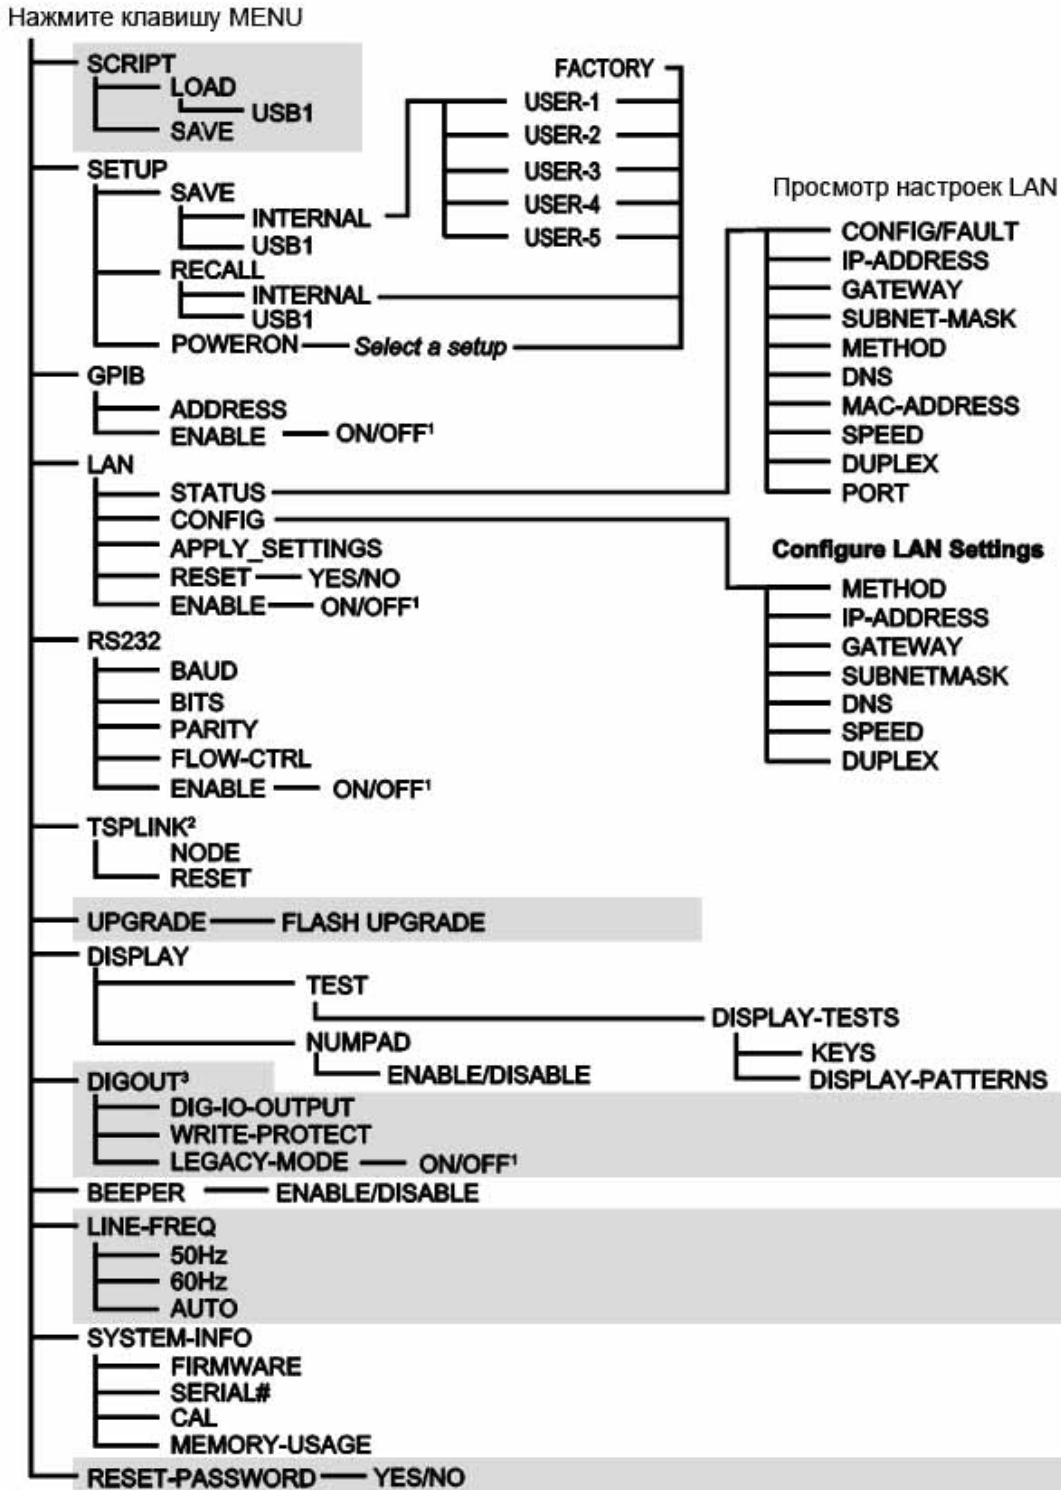 Нажмите клавишу MENU
SCRIPT
LOAD
USB1
SAVE
SETUP
SAVE
INTERNAL
USB1
RECALL
INTERNAL
USB1
POWERON
Select a setup
FACTORY
USER-1
USER-2
USER-3
USER-4
USER-5
GPIB
ADDRESS
ENABLE
ON/OFF¹
LAN
STATUS
CONFIG
APPLY_SETTINGS
RESET
YES/NO
ENABLE
ON/OFF¹
Просмотр настроек LAN
CONFIG/FAULT
IP-ADDRESS
GATEWAY
SUBNET-MASK
METHOD
DNS
MAC-ADDRESS
SPEED
DUPLEX
PORT
Configure LAN Settings
METHOD
IP-ADDRESS
GATEWAY
SUBNETMASK
DNS
SPEED
DUPLEX
RS232
BAUD
BITS
PARITY
FLOW-CTRL
ENABLE
ON/OFF¹
TSPLINK²
NODE
RESET
UPGRADE
FLASH UPGRADE
DISPLAY
TEST
DISPLAY-TESTS
KEYS
DISPLAY-PATTERNS
NUMPAD
ENABLE/DISABLE
DIGOUT³
DIG-IO-OUTPUT
WRITE-PROTECT
LEGACY-MODE
ON/OFF¹
BEEPER
ENABLE/DISABLE
LINE-FREQ
50Hz
60Hz
AUTO
SYSTEM-INFO
FIRMWARE
SERIAL#
CAL
MEMORY-USAGE
RESET-PASSWORD
YES/NO